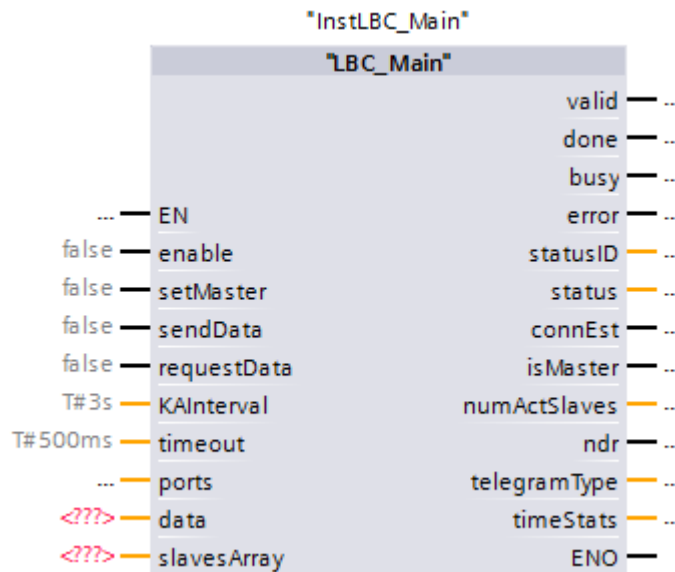 "InstLBC_Main"
"LBC_Main"
valid ...
done ...
busy ...
... EN error ...
false enable statusID ...
false setMaster status ...
false sendData connEst ...
false requestData isMaster ...
T#3s KAInterval numActSlaves ...
T#500ms timeout ndr ...
... ports telegramType ...
<???> data timeStats ...
<???> slavesArray ENO